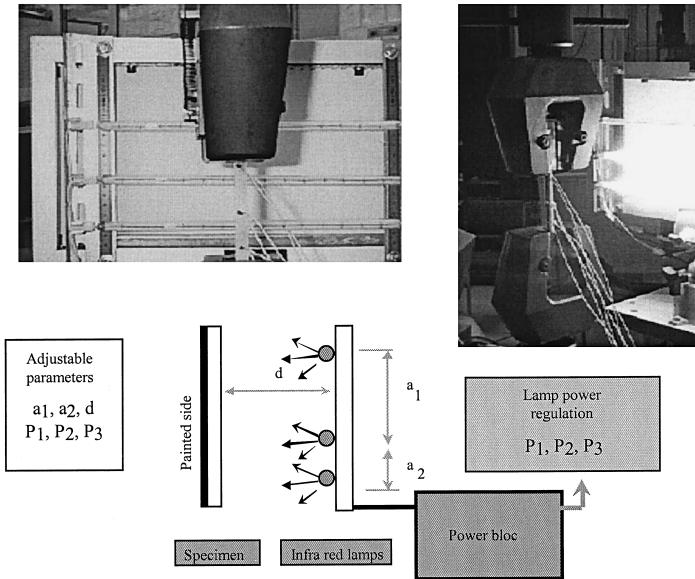 Adjustable
parameters
a1, a2, d
P1, P2, P3
Painted side
d
a1
a2
Lamp power
regulation
P1, P2, P3
Power bloc
Specimen
Infra red lamps